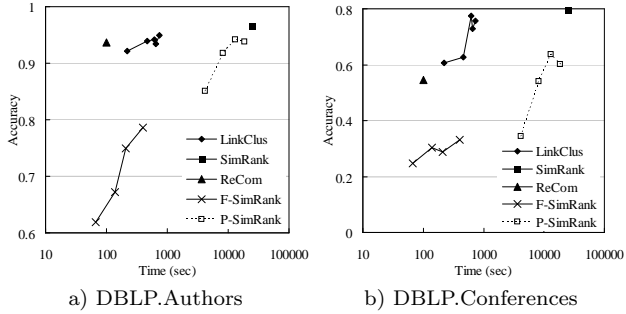 1
0.9
0.8
0.7
0.6
Accuracy
10 100 1000 10000 100000
Time (sec)
LinkClus
SimRank
ReCom
F-SimRank
P-SimRank
a) DBLP.Authors
0.8
0.6
0.4
0.2
0
Accuracy
10 100 1000 10000 100000
Time (sec)
LinkClus
SimRank
ReCom
F-SimRank
P-SimRank
b) DBLP.Conferences